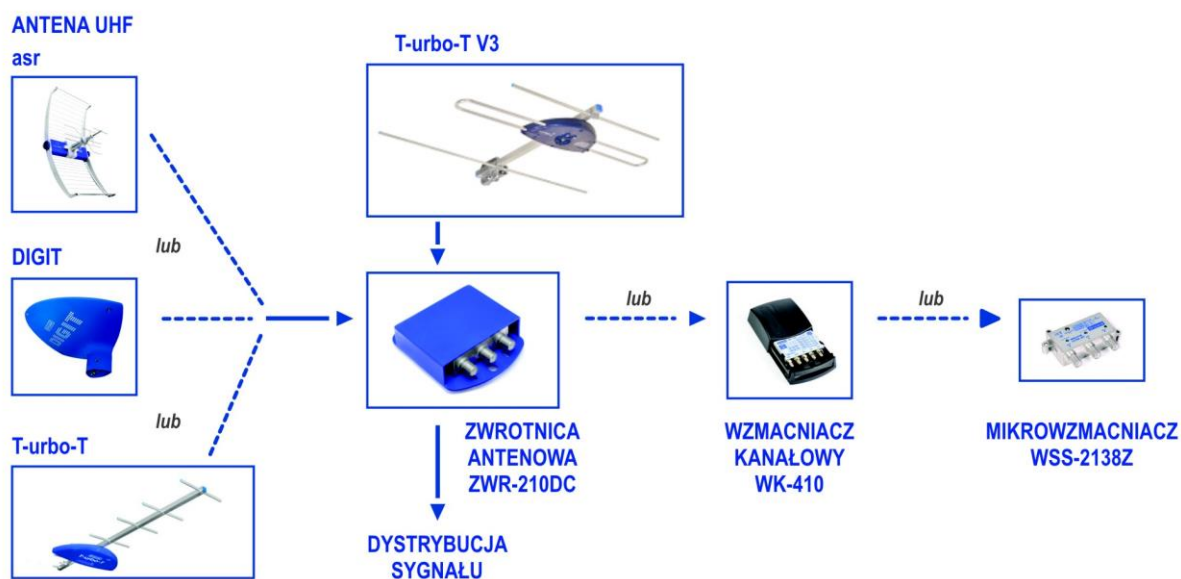 ANTENA UHF
asr
T-urbo-T V3
lub
DIGIT
DIGIT
lub
lub
lub
T-urbo-T
ZWROTNICA
ANTENOWA
ZWR-210DC
WZMACNIACZ
KANAŁOWY
WK-410
MIKROWZMACNIACZ
WSS-2138Z
DYSTRYBUCJA
SYGNAŁU